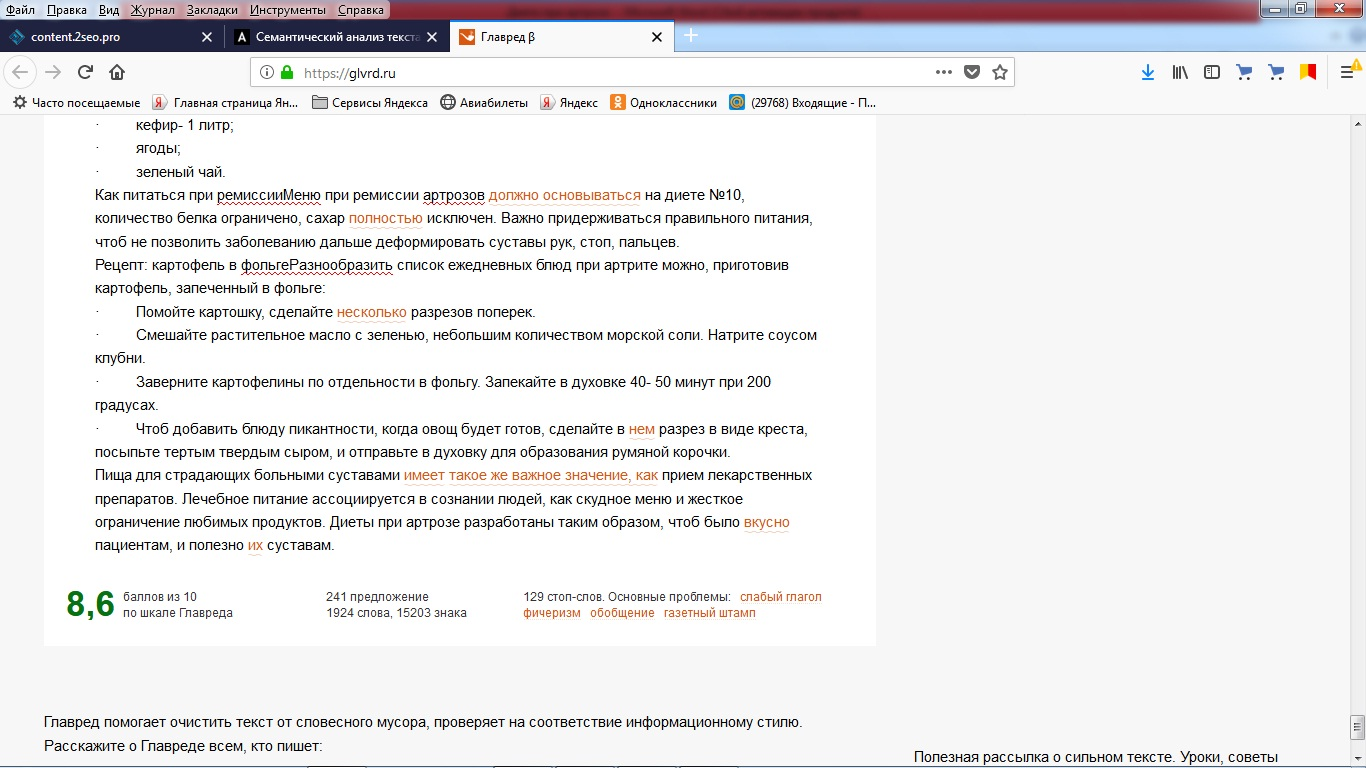 Файл Правка Вид Журнал Закладки Инструменты Справка
content.2seo.pro Семантический анализ текста Главред β
https://glvrd.ru
Часто посещаемые Главная страница Ян... Сервисы Яндекса Авиабилеты Яндекс Одноклассники (29768) Входящие - П...
· кефир- 1 литр;
· ягоды;
· зеленый чай.
Как питаться при ремиссииМеню при ремиссии артрозов должно основываться на диете №10,
количество белка ограничено, сахар полностью исключен. Важно придерживаться правильного питания,
чтоб не позволить заболеванию дальше деформировать суставы рук, стоп, пальцев.
Рецепт: картофель в фольгеРазнообразить список ежедневных блюд при артрите можно, приготовив
картофель, запеченный в фольге:
· Помойте картошку, сделайте несколько разрезов поперек.
· Смешайте растительное масло с зеленью, небольшим количеством морской соли. Натрите соусом
клубни.
· Заверните картофелины по отдельности в фольгу. Запекайте в духовке 40- 50 минут при 200
градусах.
· Чтоб добавить блюду пикантности, когда овощ будет готов, сделайте в нем разрез в виде креста,
посыпьте тертым твердым сыром, и отправьте в духовку для образования румяной корочки.
Пища для страдающих больными суставами имеет такое же важное значение, как прием лекарственных
препаратов. Лечебное питание ассоциируется в сознании людей, как скудное меню и жесткое
ограничение любимых продуктов. Диеты при артрозе разработаны таким образом, чтоб было вкусно
пациентам, и полезно их суставам.
8,6 баллов из 10 241 предложение 129 стоп-слов. Основные проблемы: слабый глагол
по шкале Главреда 1924 слова, 15203 знака фичеризм обобщение газетный штамп
Главред помогает очистить текст от словесного мусора, проверяет на соответствие информационному стилю.
Расскажите о Главреде всем, кто пишет:
Полезная рассылка о сильном тексте. Уроки, советы